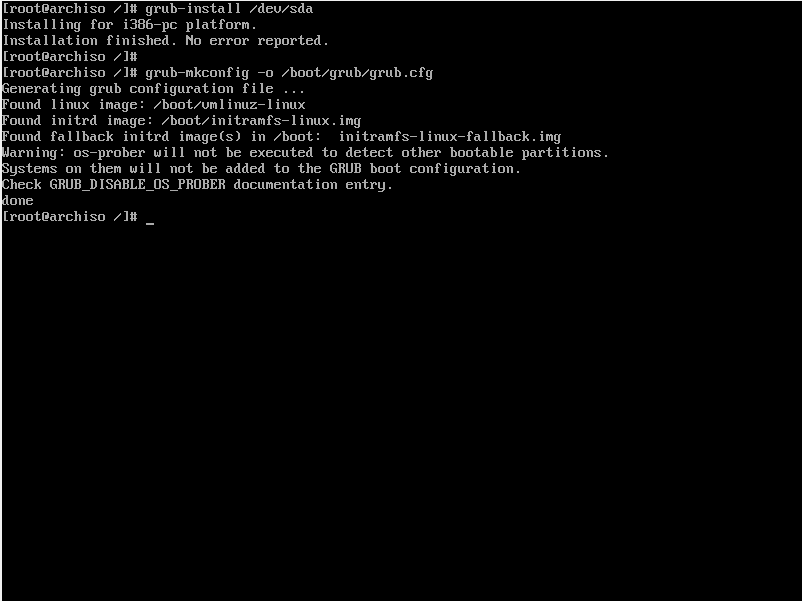 [root@archiso /]# grub-install /dev/sda
Installing for i386-pc platform.
Installation finished. No error reported.
[root@archiso /]#
[root@archiso /]# grub-mkconfig -o /boot/grub/grub.cfg
Generating grub configuration file ...
Found linux image: /boot/vmlinuz-linux
Found initrd image: /boot/initramfs-linux.img
Found fallback initrd image(s) in /boot:  initramfs-linux-fallback.img
Warning: os-prober will not be executed to detect other bootable partitions.
Systems on them will not be added to the GRUB boot configuration.
Check GRUB_DISABLE_OS_PROBER documentation entry.
done
[root@archiso /]# _